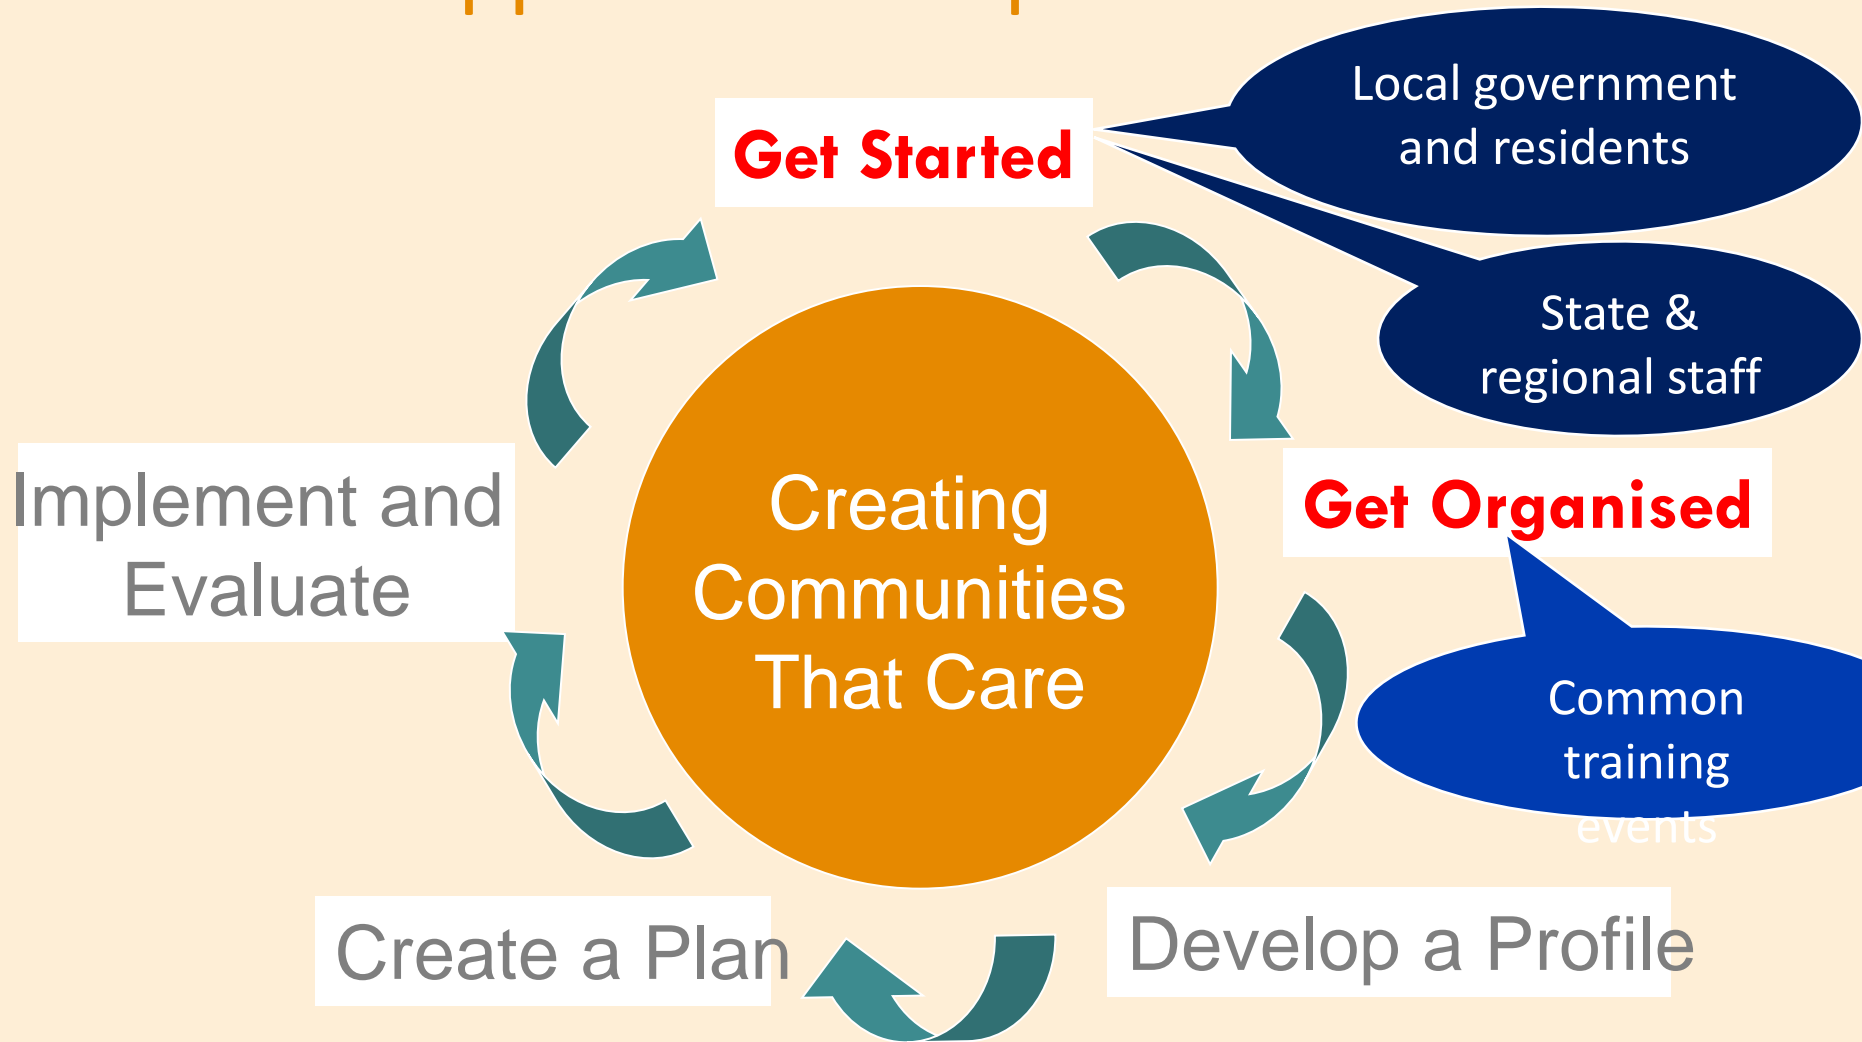 Local government
and residents
Get Started
State &
regional staff
Get Organised
Implement and
Evaluate
Creating
Communities
That Care
Common
training
events
Create a Plan
Develop a Profile